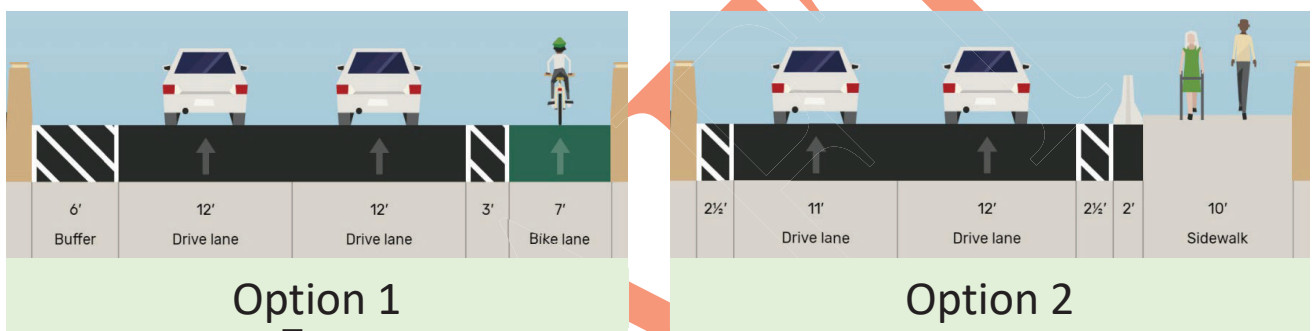 6' 12' 12' 3' 7'
Buffer Drive lane Drive lane Bike lane
Option 1
2½' 11' 12' 2½' 2' 10'
Drive lane Drive lane Sidewalk
Option 2